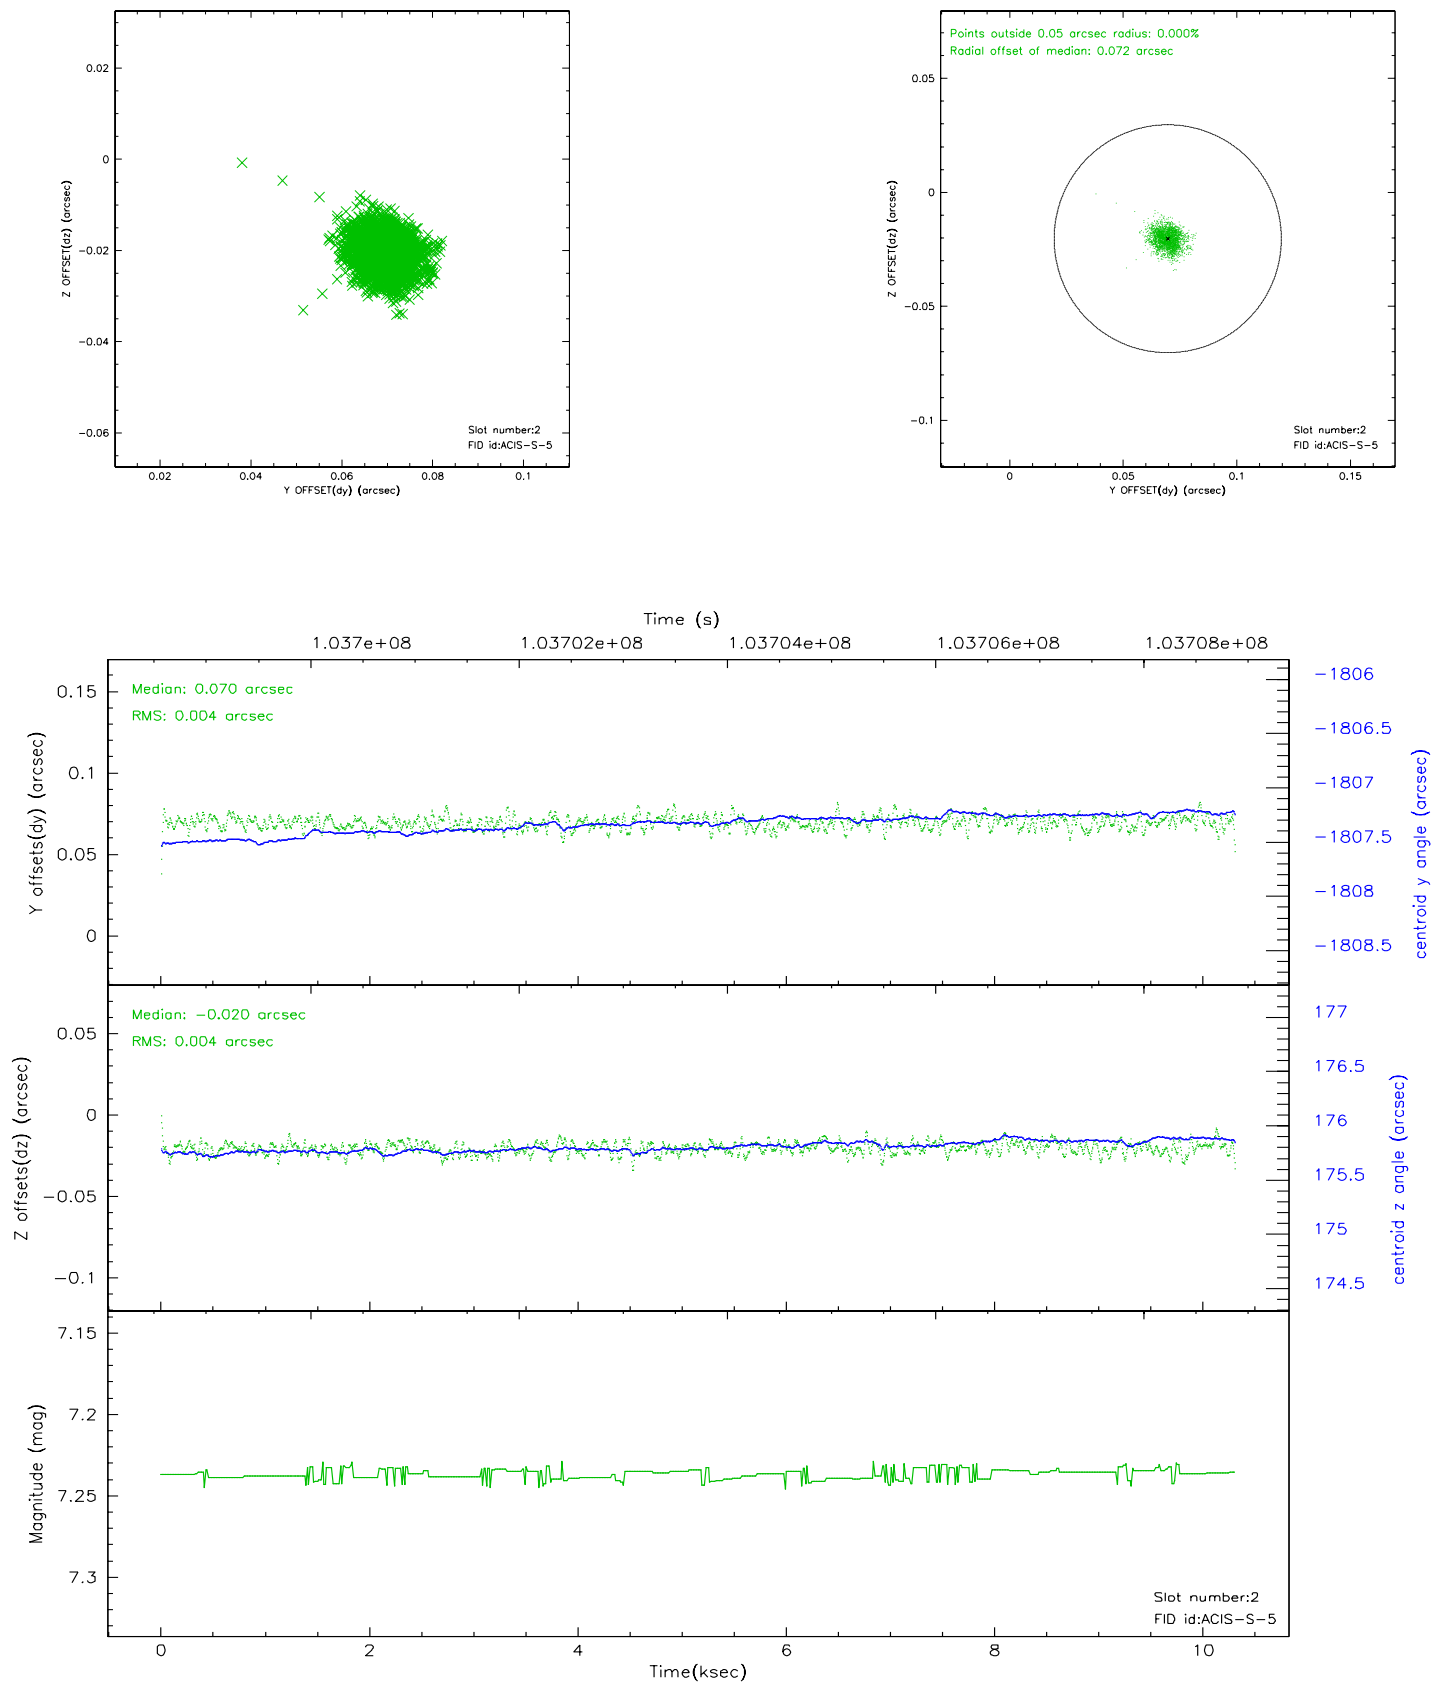 0.02
0
−0.02
−0.04
−0.06
Z OFFSET(dz) (arcsec)
0.02 0.04 0.06 0.08 0.1
Y OFFSET(dy) (arcsec)
Slot number:2
FID id:ACIS−S−5
Points outside 0.05 arcsec radius: 0.000%
Radial offset of median: 0.072 arcsec
0.05
0
−0.05
−0.1
Z OFFSET(dz) (arcsec)
0 0.05 0.1 0.15
Y OFFSET(dy) (arcsec)
Slot number:2
FID id:ACIS−S−5
Time (s)
1.037e+08 1.03702e+08 1.03704e+08 1.03706e+08 1.03708e+08
Median: 0.070 arcsec
RMS: 0.004 arcsec
0.15
0.1
0.05
0
Y offsets(dy) (arcsec)
−1806
−1806.5
−1807
−1807.5
−1808
−1808.5
centroid y angle (arcsec)
Median: −0.020 arcsec
RMS: 0.004 arcsec
0.05
0
−0.05
−0.1
Z offsets(dz) (arcsec)
177
176.5
176
175.5
175
174.5
centroid z angle (arcsec)
7.15
7.2
7.25
7.3
Magnitude (mag)
Slot number:2
FID id:ACIS−S−5
0 2 4 6 8 10
Time(ksec)